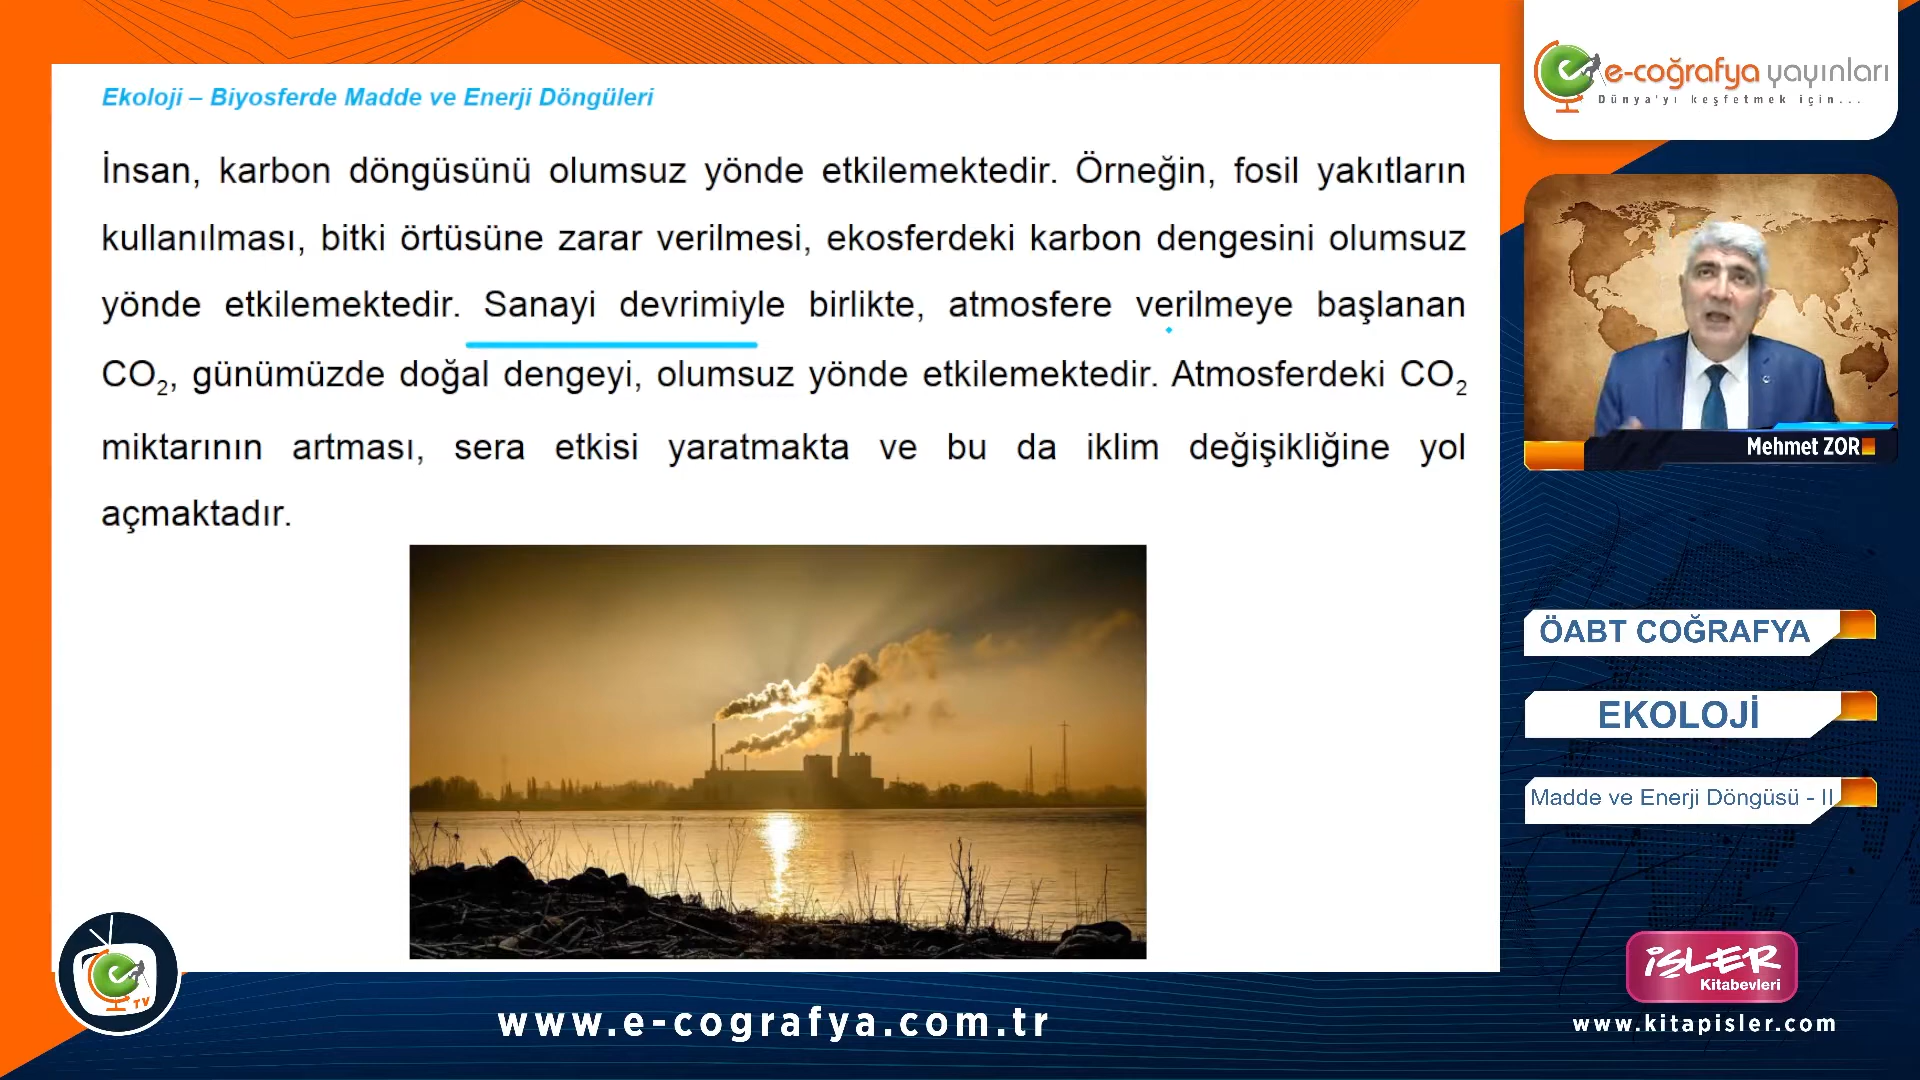 Ekoloji – Biyosferde Madde ve Enerji Döngüleri
İnsan, karbon döngüsünü olumsuz yönde etkilemektedir. Örneğin, fosil yakıtların
kullanılması, bitki örtüsüne zarar verilmesi, ekosferdeki karbon dengesini olumsuz
yönde etkilemektedir. Sanayi devrimiyle birlikte, atmosfere verilmeye başlanan
CO₂, günümüzde doğal dengeyi, olumsuz yönde etkilemektedir. Atmosferdeki CO₂
miktarının artması, sera etkisi yaratmakta ve bu da iklim değişikliğine yol
açmaktadır.
e-coğrafya yayınları
Dünya'yı keşfetmek için...
Mehmet ZOR
ÖABT COĞRAFYA
EKOLOJİ
Madde ve Enerji Döngüsü - II
e TV
www.e-cografya.com.tr
İŞLER
Kitabevleri
www.kitapisler.com